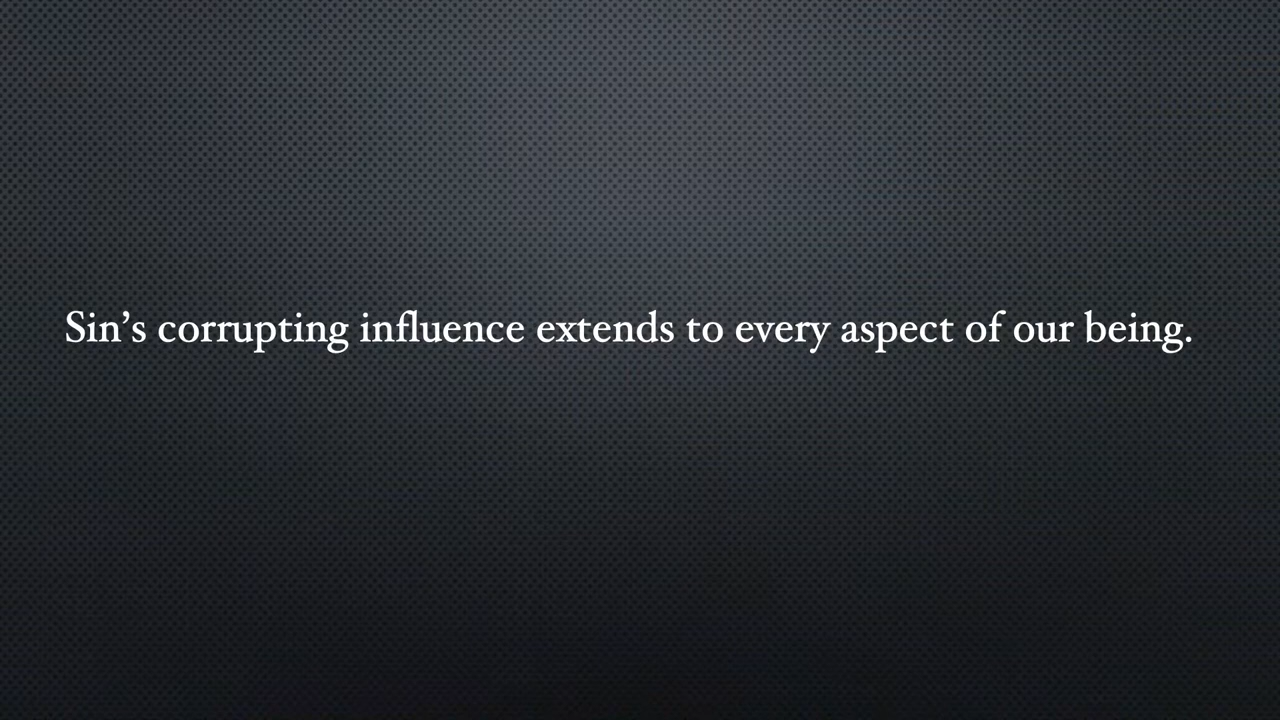 Sin’s corrupting influence extends to every aspect of our being.